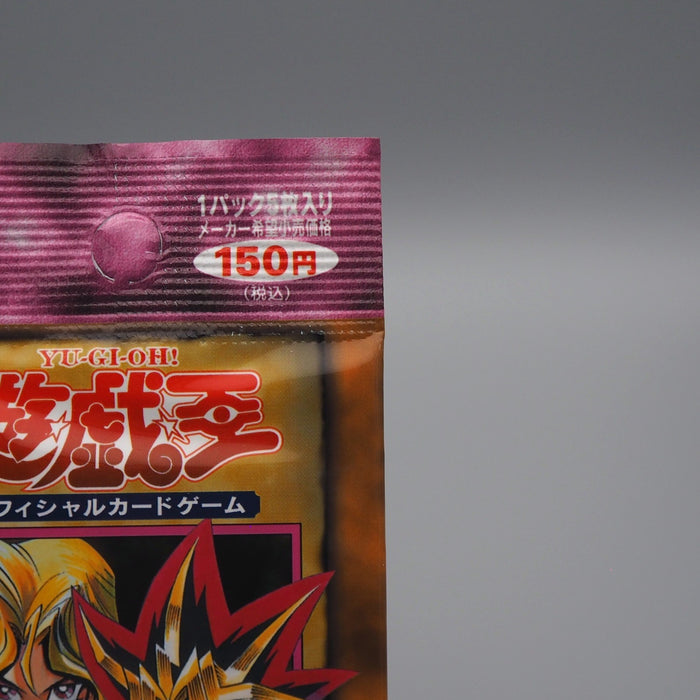 1パック5枚入り
メーカー希望小売価格
150円
(税込)
YU-GI-OH!
遊戯王
フィシャルカードゲーム